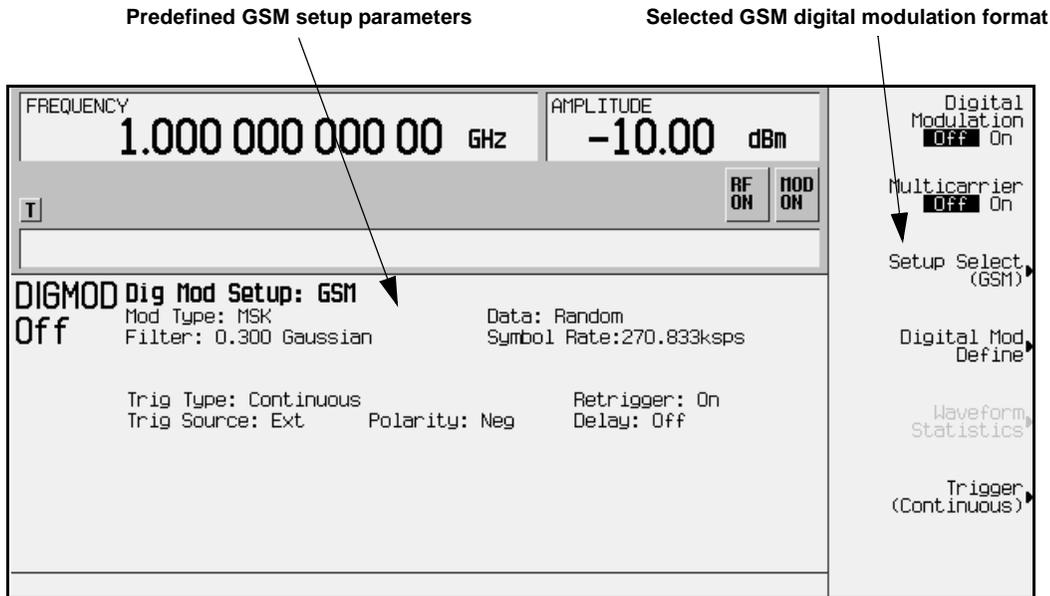 Predefined GSM setup parameters
Selected GSM digital modulation format
FREQUENCY
1.000 000 000 00 GHz
AMPLITUDE
-10.00 dBm
RF ON
MOD ON
T
DIGMOD Off
Dig Mod Setup: GSM
Mod Type: MSK Data: Random
Filter: 0.300 Gaussian Symbol Rate:270.833ksps
Trig Type: Continuous Retrigger: On
Trig Source: Ext Polarity: Neg Delay: Off
Digital
Modulation
Off On
Multicarrier
Off On
Setup Select
(GSM)
Digital Mod
Define
Waveform
Statistics
Trigger
(Continuous)